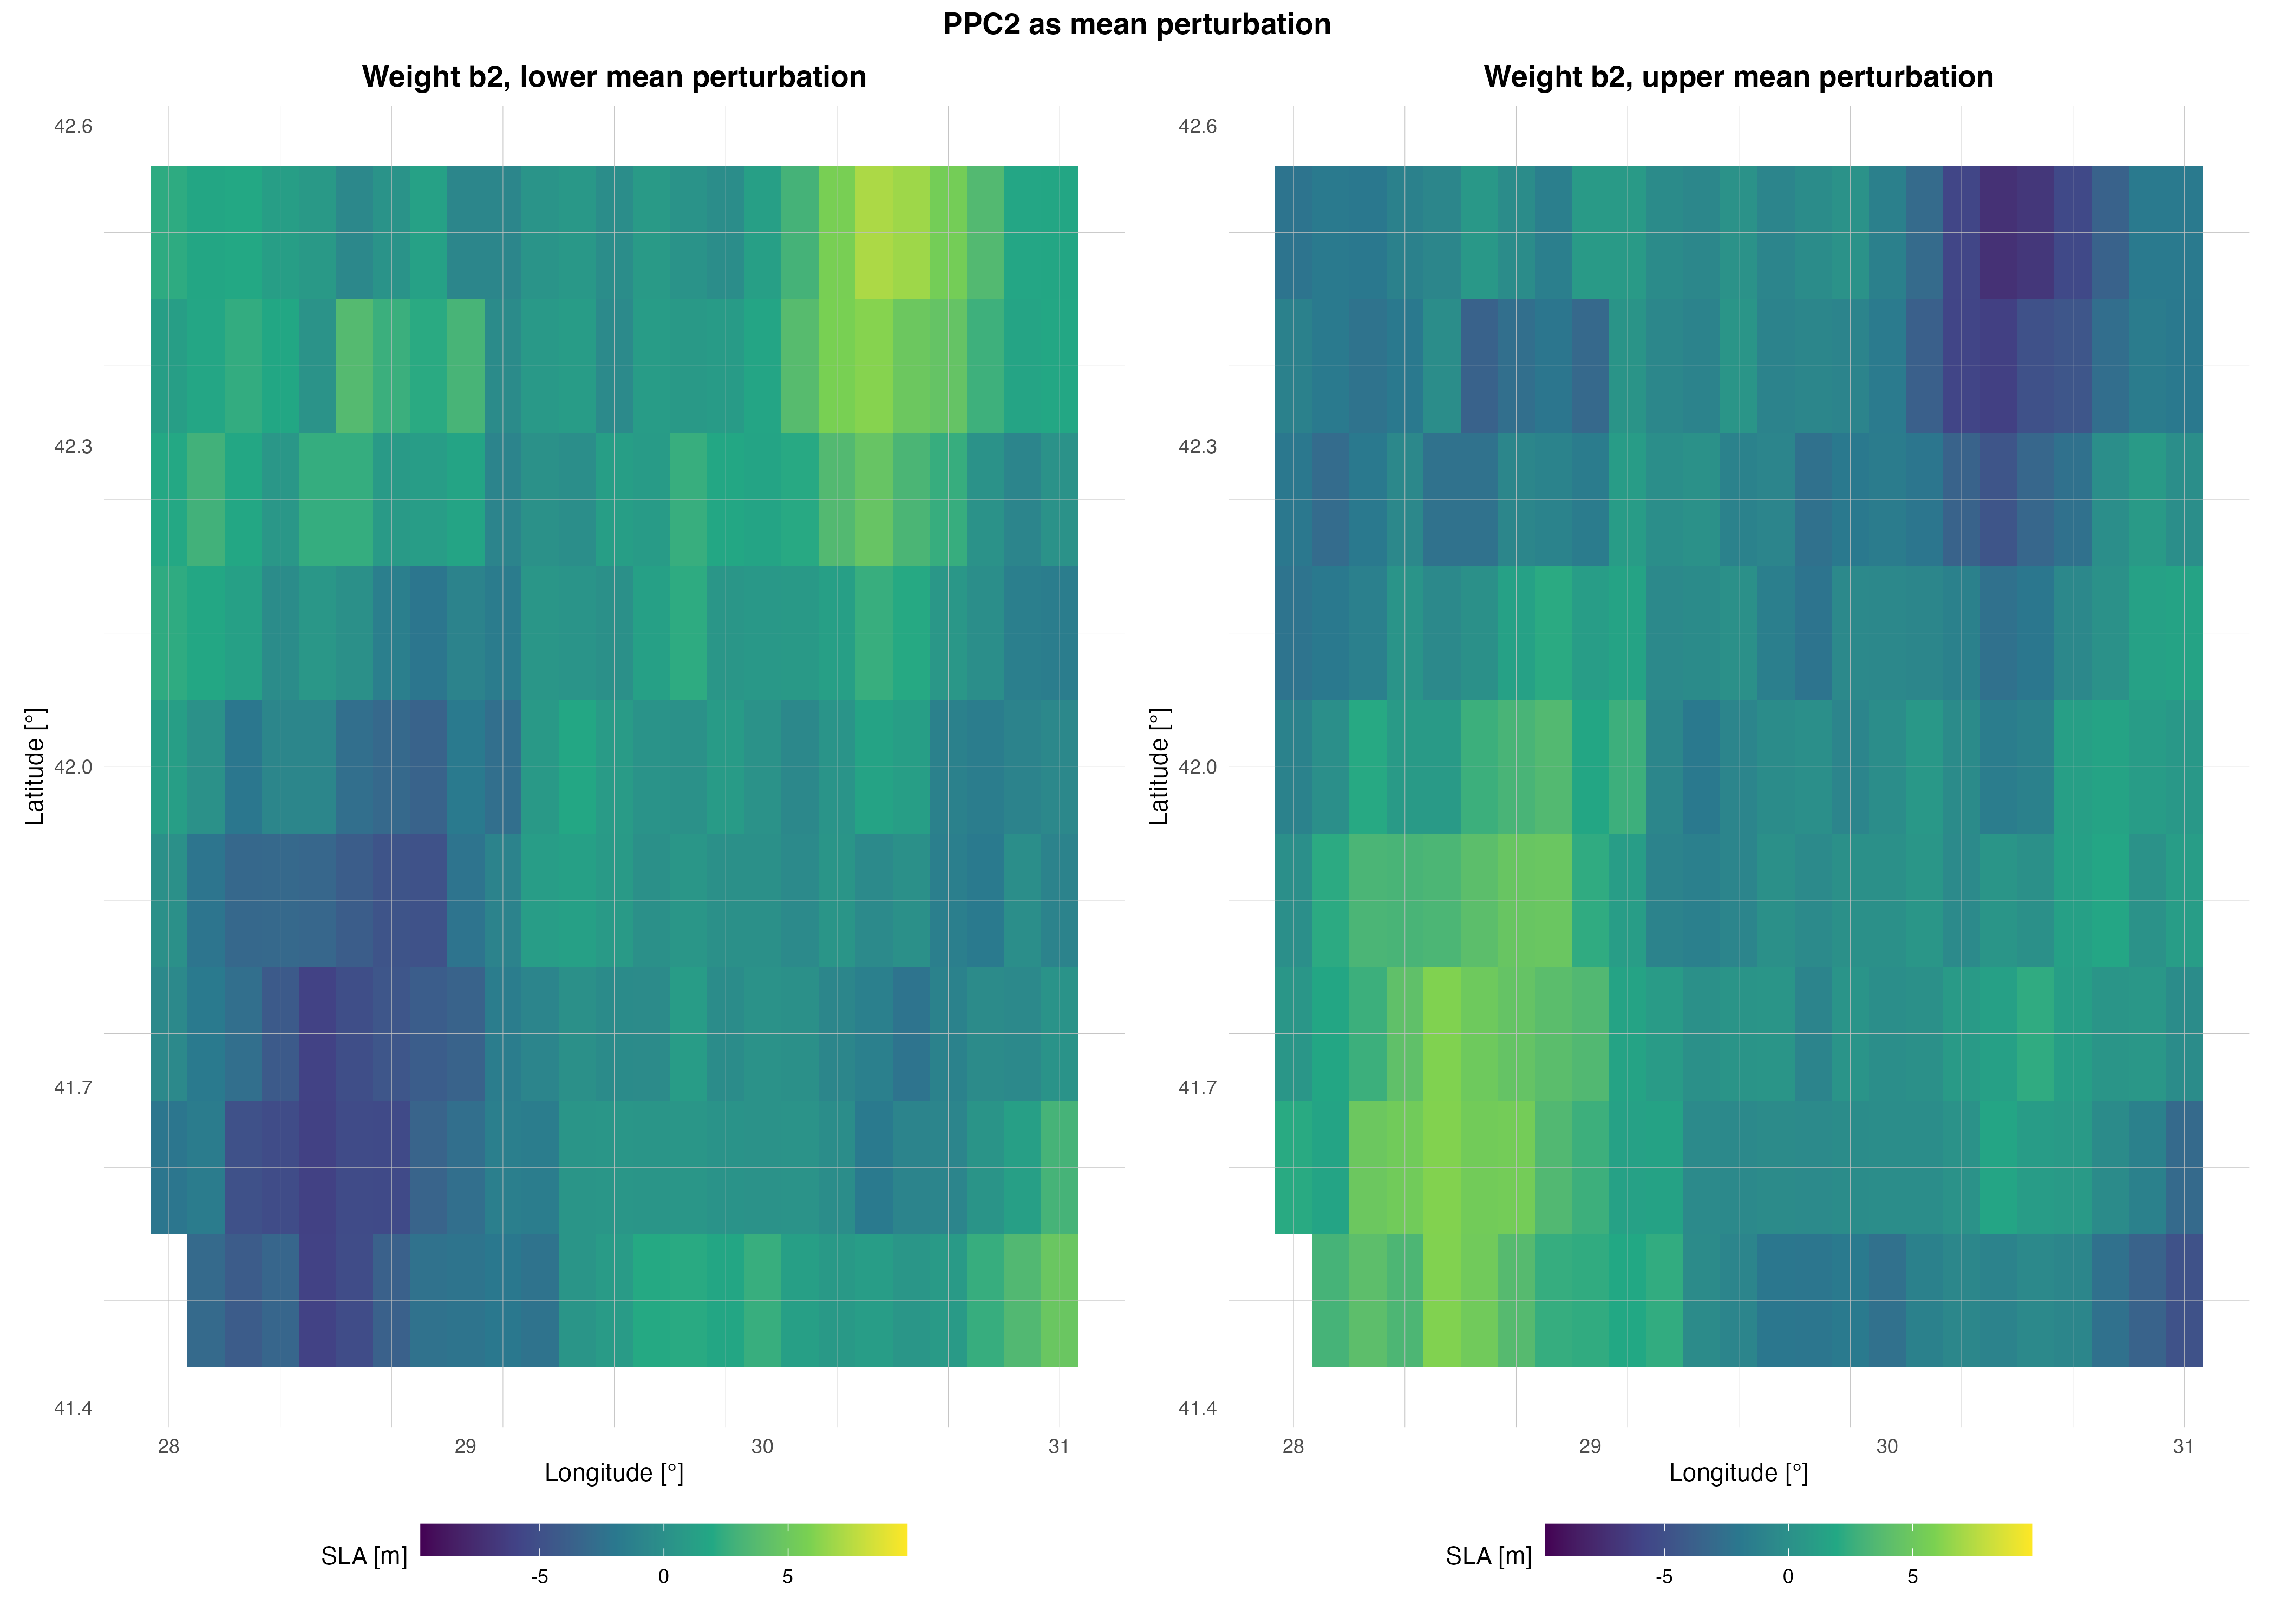 PPC2 as mean perturbation
Weight b2, lower mean perturbation
42.6
42.3
42.0
41.7
41.4
Latitude [°]
28 29 30 31
Longitude [°]
SLA [m]
-5 0 5
Weight b2, upper mean perturbation
42.6
42.3
42.0
41.7
41.4
Latitude [°]
28 29 30 31
Longitude [°]
SLA [m]
-5 0 5